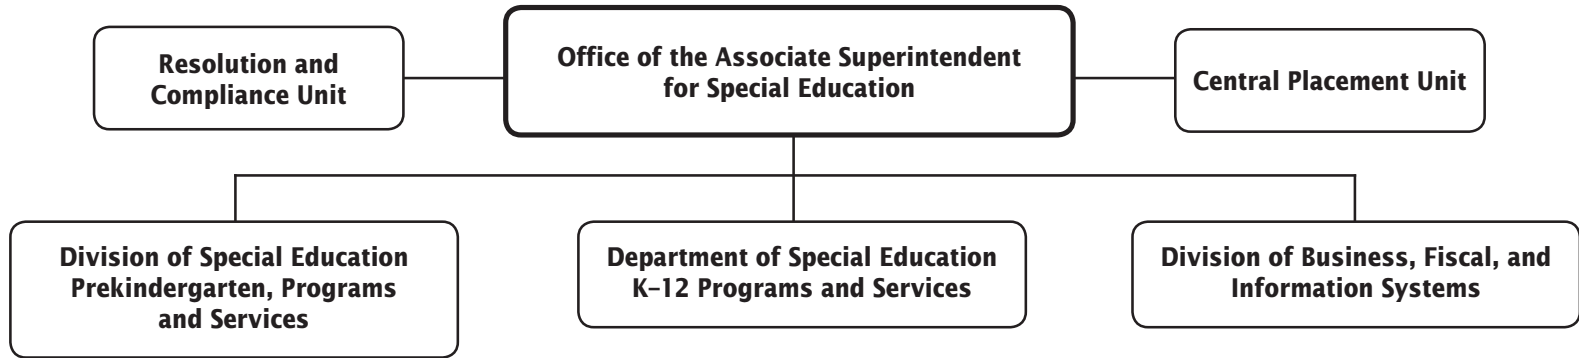 Resolution and
Compliance Unit
Office of the Associate Superintendent
for Special Education
Central Placement Unit
Division of Special Education
Prekindergarten, Programs
and Services
Department of Special Education
K–12 Programs and Services
Division of Business, Fiscal, and
Information Systems